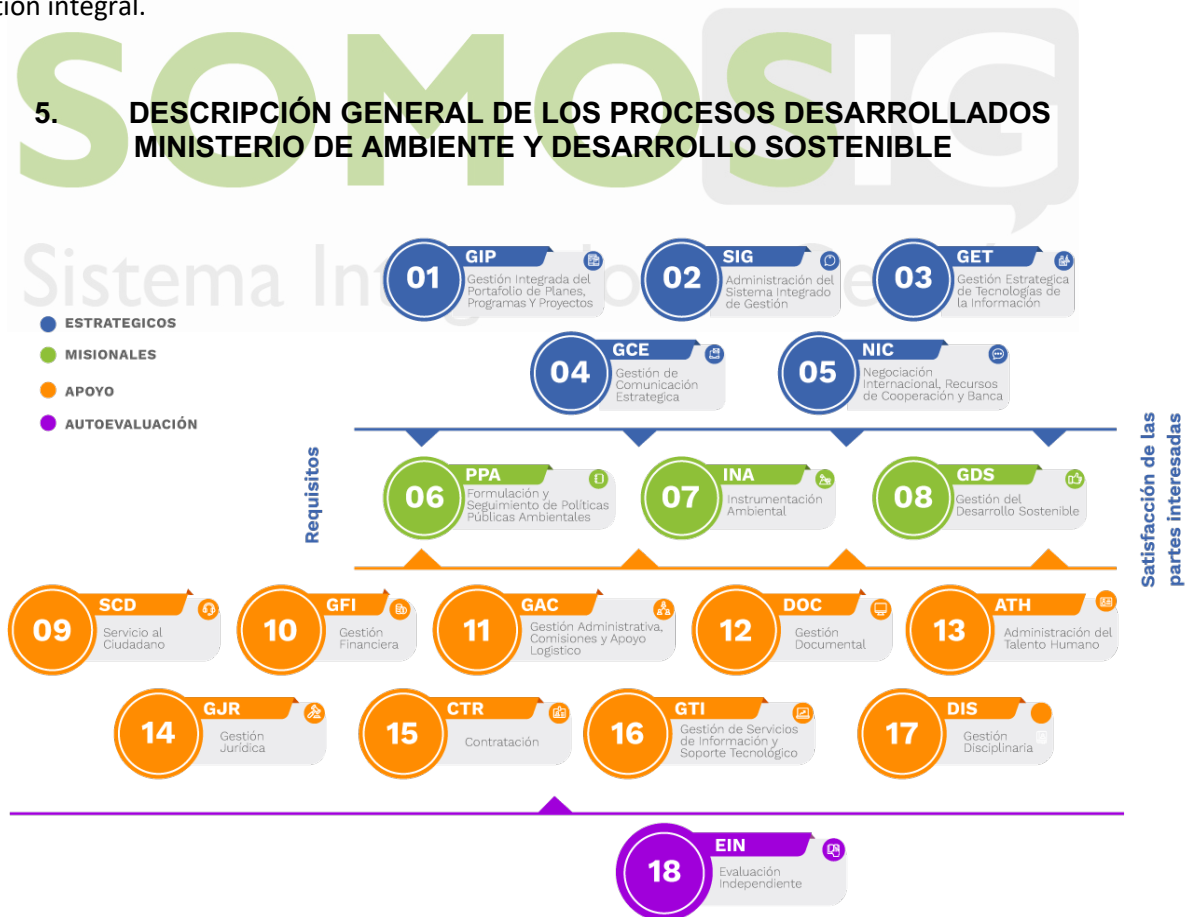 ción integral.
SOMOSIG
5. DESCRIPCIÓN GENERAL DE LOS PROCESOS DESARROLLADOS
MINISTERIO DE AMBIENTE Y DESARROLLO SOSTENIBLE
Sistema
ESTRATEGICOS
MISIONALES
APOYO
AUTOEVALUACIÓN
01
GIP
Gestión Integrada del
Portafolio de Planes,
Programas Y Proyectos
02
SIG
Administración del
Sistema Integrado
de Gestión
03
GET
Gestión Estrategica
de Tecnologías de
la Información
04
GCE
Gestión de
Comunicación
Estrategica
05
NIC
Negociación
Internacional, Recursos
de Cooperación y Banca
Requisitos
06
PPA
Formulación y
Seguimiento de Políticas
Públicas Ambientales
07
INA
Instrumentación
Ambiental
08
GDS
Gestión del
Desarrollo Sostenible
Satisfacción de las
partes interesadas
09
SCD
Servicio al
Ciudadano
10
GFI
Gestión
Financiera
11
GAC
Gestión Administrativa,
Comisiones y Apoyo
Logistico
12
DOC
Gestión
Documental
13
ATH
Administración del
Talento Humano
14
GJR
Gestión
Jurídica
15
CTR
Contratación
16
GTI
Gestión de Servicios
de Información y
Soporte Tecnológico
17
DIS
Gestión
Disciplinaria
18
EIN
Evaluación
Independiente